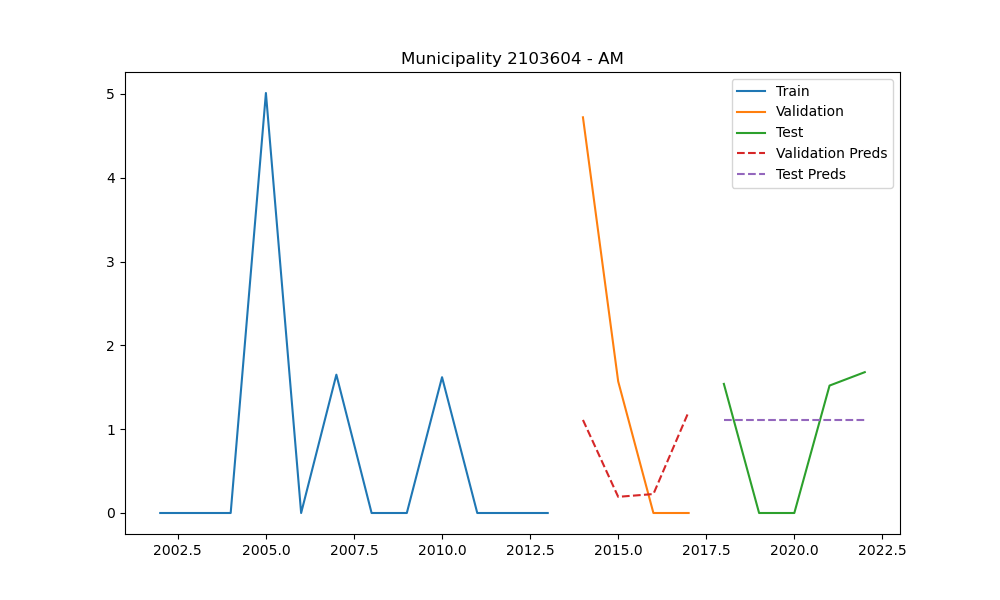 Municipality 2103604 - AM
Train
Validation
Test
Validation Preds
Test Preds
5
4
3
2
1
0
2002.5 2005.0 2007.5 2010.0 2012.5 2015.0 2017.5 2020.0 2022.5